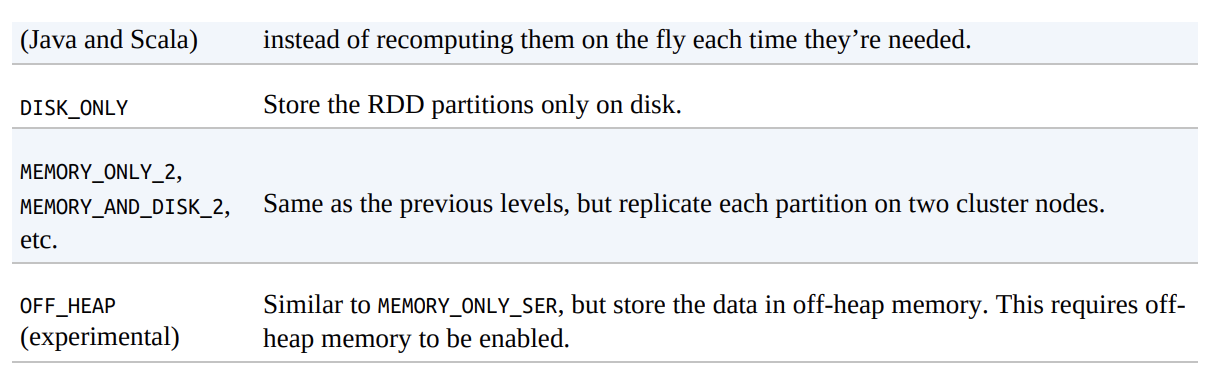 (Java and Scala) instead of recomputing them on the fly each time they’re needed.
DISK_ONLY Store the RDD partitions only on disk.
MEMORY_ONLY_2,
MEMORY_AND_DISK_2, Same as the previous levels, but replicate each partition on two cluster nodes.
etc.
OFF_HEAP Similar to MEMORY_ONLY_SER, but store the data in off-heap memory. This requires off-
(experimental) heap memory to be enabled.